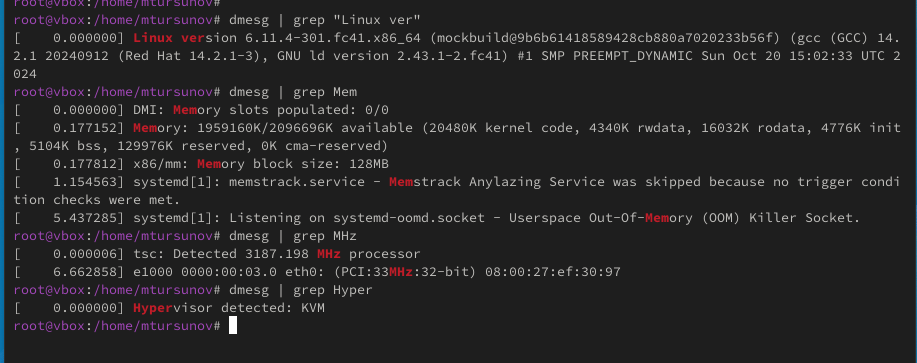 root@vbox:/home/mtursunov#
root@vbox:/home/mtursunov# dmesg | grep "Linux ver"
[    0.000000] Linux version 6.11.4-301.fc41.x86_64 (mockbuild@9b6b61418589428cb880a7020233b56f) (gcc (GCC) 14.
2.1 20240912 (Red Hat 14.2.1-3), GNU ld version 2.43.1-2.fc41) #1 SMP PREEMPT_DYNAMIC Sun Oct 20 15:02:33 UTC 2
024
root@vbox:/home/mtursunov# dmesg | grep Mem
[    0.000000] DMI: Memory slots populated: 0/0
[    0.177152] Memory: 1959160K/2096696K available (20480K kernel code, 4340K rwdata, 16032K rodata, 4776K init
, 5104K bss, 129976K reserved, 0K cma-reserved)
[    0.177812] x86/mm: Memory block size: 128MB
[    1.154563] systemd[1]: memstrack.service - Memstrack Anylazing Service was skipped because no trigger condi
tion checks were met.
[    5.437285] systemd[1]: Listening on systemd-oomd.socket - Userspace Out-Of-Memory (OOM) Killer Socket.
root@vbox:/home/mtursunov# dmesg | grep MHz
[    0.000006] tsc: Detected 3187.198 MHz processor
[    6.662858] e1000 0000:00:03.0 eth0: (PCI:33MHz:32-bit) 08:00:27:ef:30:97
root@vbox:/home/mtursunov# dmesg | grep Hyper
[    0.000000] Hypervisor detected: KVM
root@vbox:/home/mtursunov#